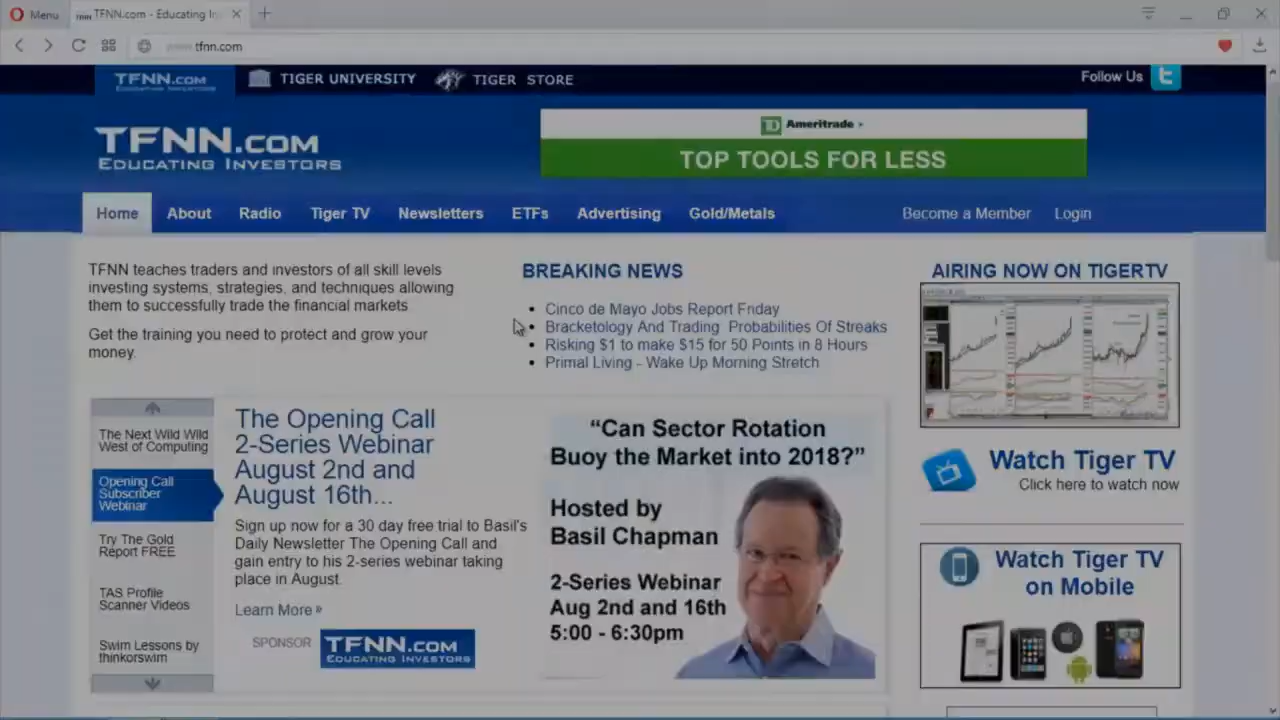 Menu
TFNN.com - Educating In
www.tfnn.com
TFNN.COM
EDUCATING INVESTORS
TIGER UNIVERSITY
TIGER STORE
Follow Us
TFNN.COM
EDUCATING INVESTORS
Ameritrade
TOP TOOLS FOR LESS
Home
About
Radio
Tiger TV
Newsletters
ETFs
Advertising
Gold/Metals
Become a Member
Login
TFNN teaches traders and investors of all skill levels
investing systems, strategies, and techniques allowing
them to successfully trade the financial markets
Get the training you need to protect and grow your
money.
BREAKING NEWS
Cinco de Mayo Jobs Report Friday
Bracketology And Trading Probabilities Of Streaks
Risking $1 to make $15 for 50 Points in 8 Hours
Primal Living - Wake Up Morning Stretch
AIRING NOW ON TIGERTV
Watch Tiger TV
Click here to watch now
Watch Tiger TV
on Mobile
The Next Wild Wild
West of Computing
Opening Call
Subscriber
Webinar
Try The Gold
Report FREE
TAS Profile
Scanner Videos
Swim Lessons by
thinkorswim
The Opening Call
2-Series Webinar
August 2nd and
August 16th...
Sign up now for a 30 day free trial to Basil's
Daily Newsletter The Opening Call and
gain entry to his 2-series webinar taking
place in August.
Learn More »
SPONSOR
TFNN.COM
EDUCATING INVESTORS
“Can Sector Rotation
Buoy the Market into 2018?”
Hosted by
Basil Chapman
2-Series Webinar
Aug 2nd and 16th
5:00 - 6:30pm